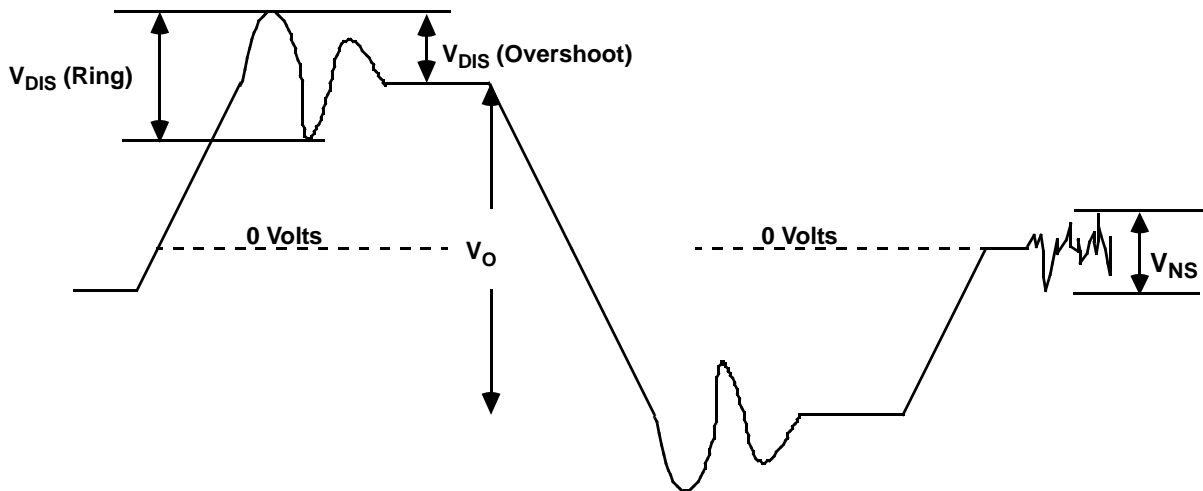 V_DIS (Ring)
V_DIS (Overshoot)
0 Volts
V_O
0 Volts
V_NS